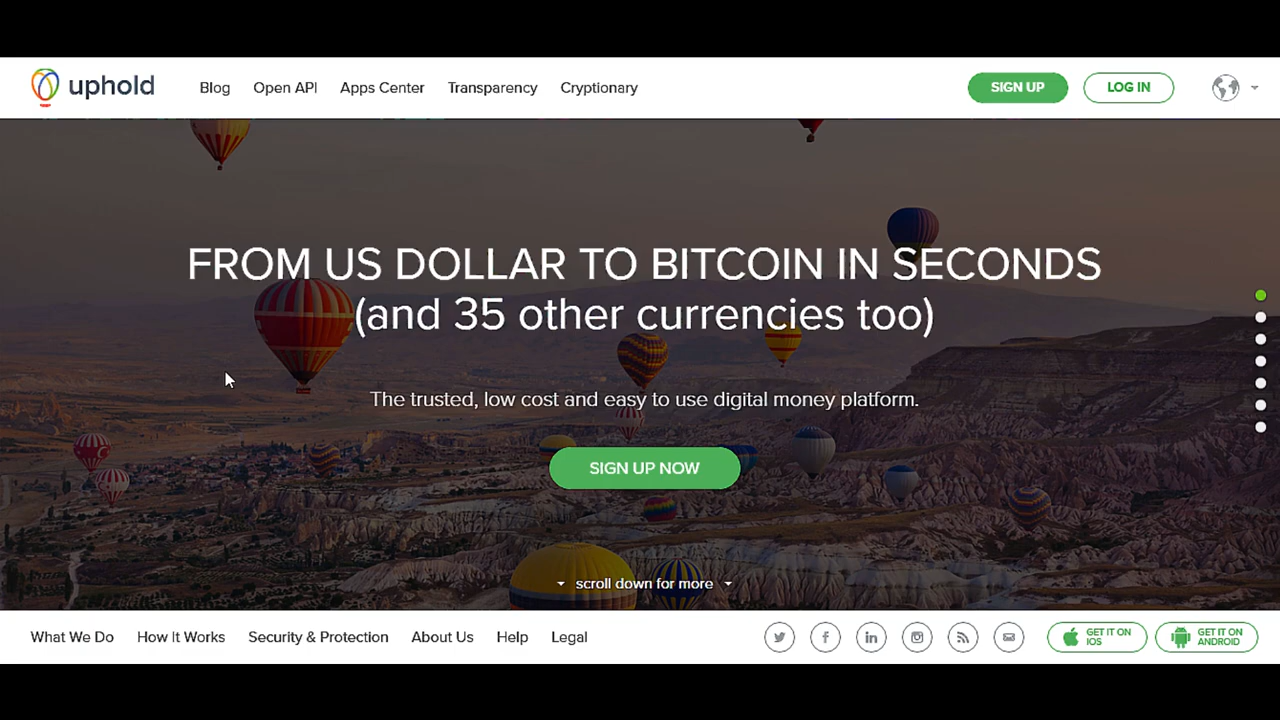 uphold
Blog Open API Apps Center Transparency Cryptionary
SIGN UP LOG IN
FROM US DOLLAR TO BITCOIN IN SECONDS
(and 35 other currencies too)
The trusted, low cost and easy to use digital money platform.
SIGN UP NOW
scroll down for more
What We Do How It Works Security & Protection About Us Help Legal
GET IT ON
IOS
GET IT ON
ANDROID